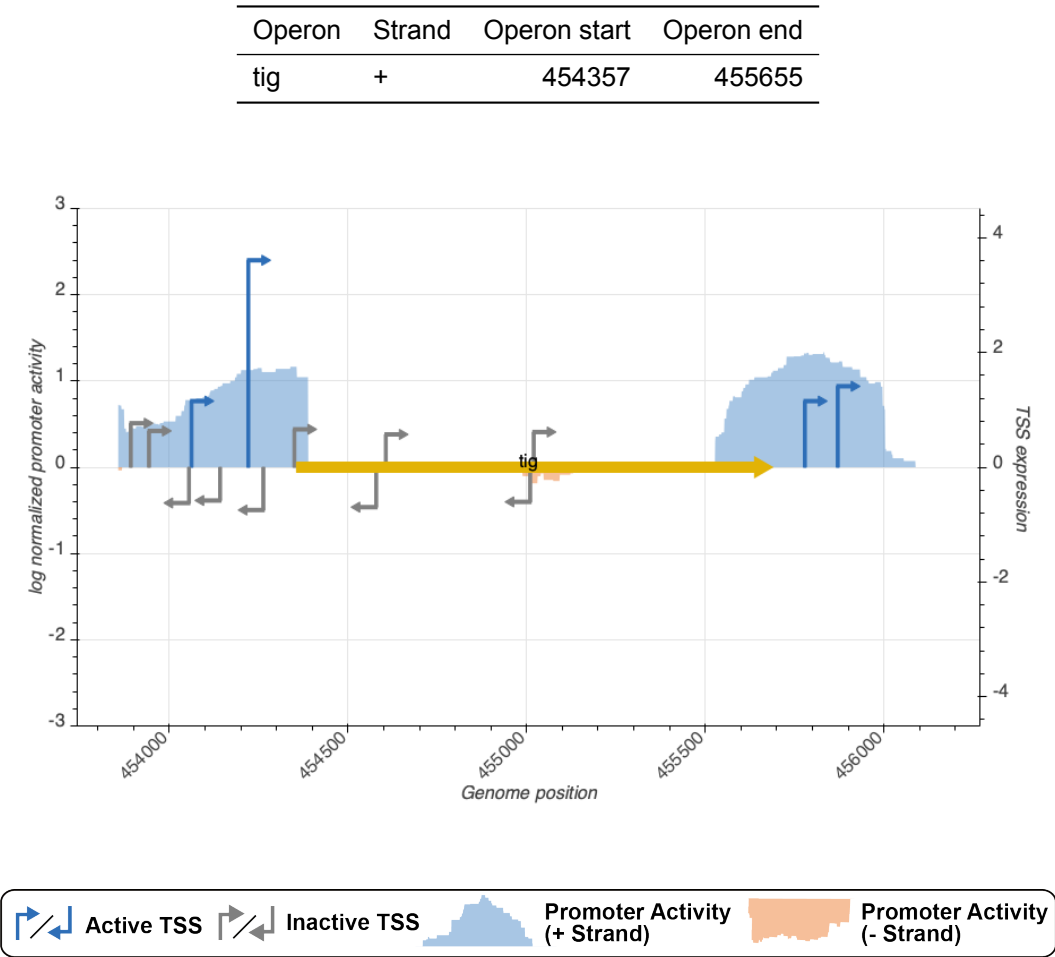 Operon Strand Operon start Operon end
tig + 454357 455655
3
2
1
0
-1
-2
-3
log normalized promoter activity
4
2
0
-2
-4
TSS expression
tig
454000 454500 455000 455500 456000
Genome position
Active TSS
Inactive TSS
Promoter Activity
(+ Strand)
Promoter Activity
(- Strand)